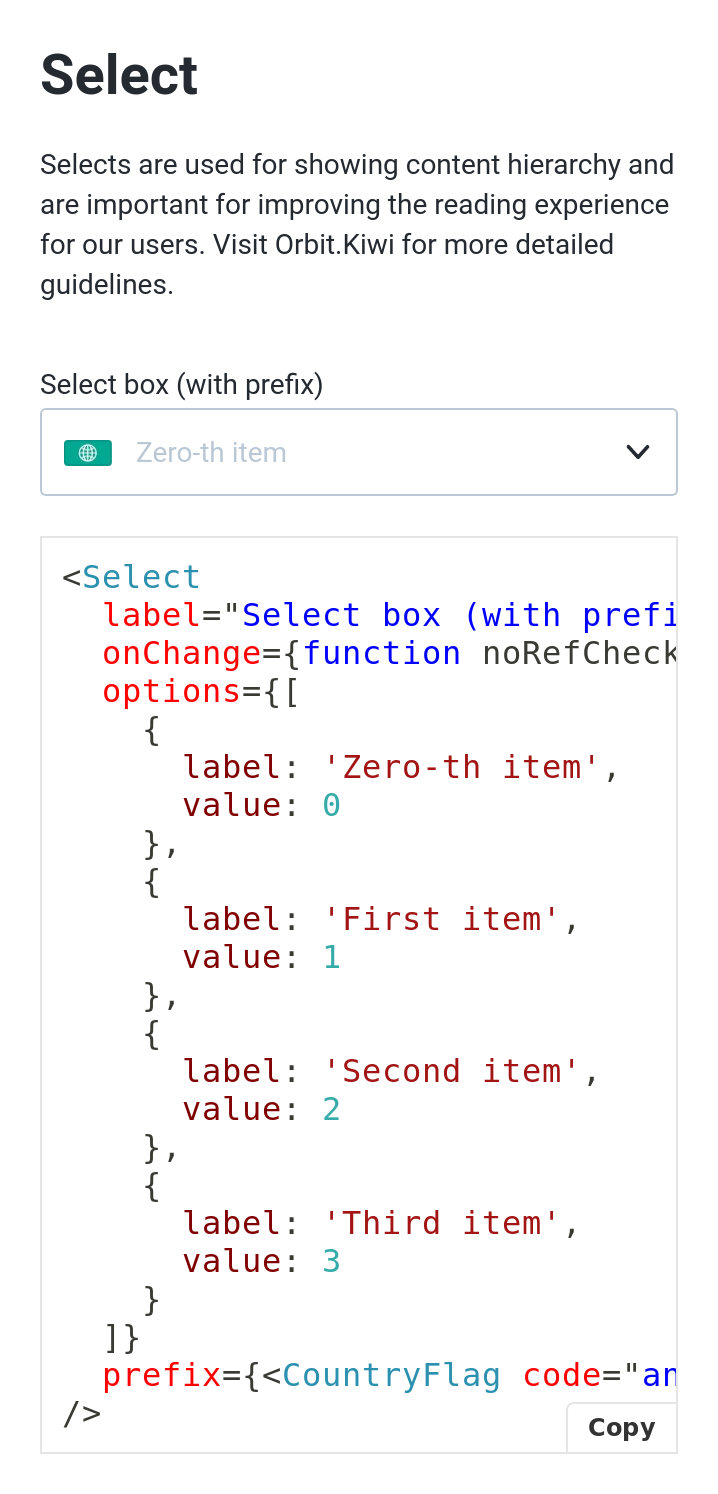 Select
Selects are used for showing content hierarchy and
are important for improving the reading experience
for our users. Visit Orbit.Kiwi for more detailed
guidelines.
Select box (with prefix)
Zero-th item
<Select
  label="Select box (with prefi
  onChange={function noRefCheck
  options={[
    {
      label: 'Zero-th item',
      value: 0
    },
    {
      label: 'First item',
      value: 1
    },
    {
      label: 'Second item',
      value: 2
    },
    {
      label: 'Third item',
      value: 3
    }
  ]}
  prefix={<CountryFlag code="an
/>
Copy